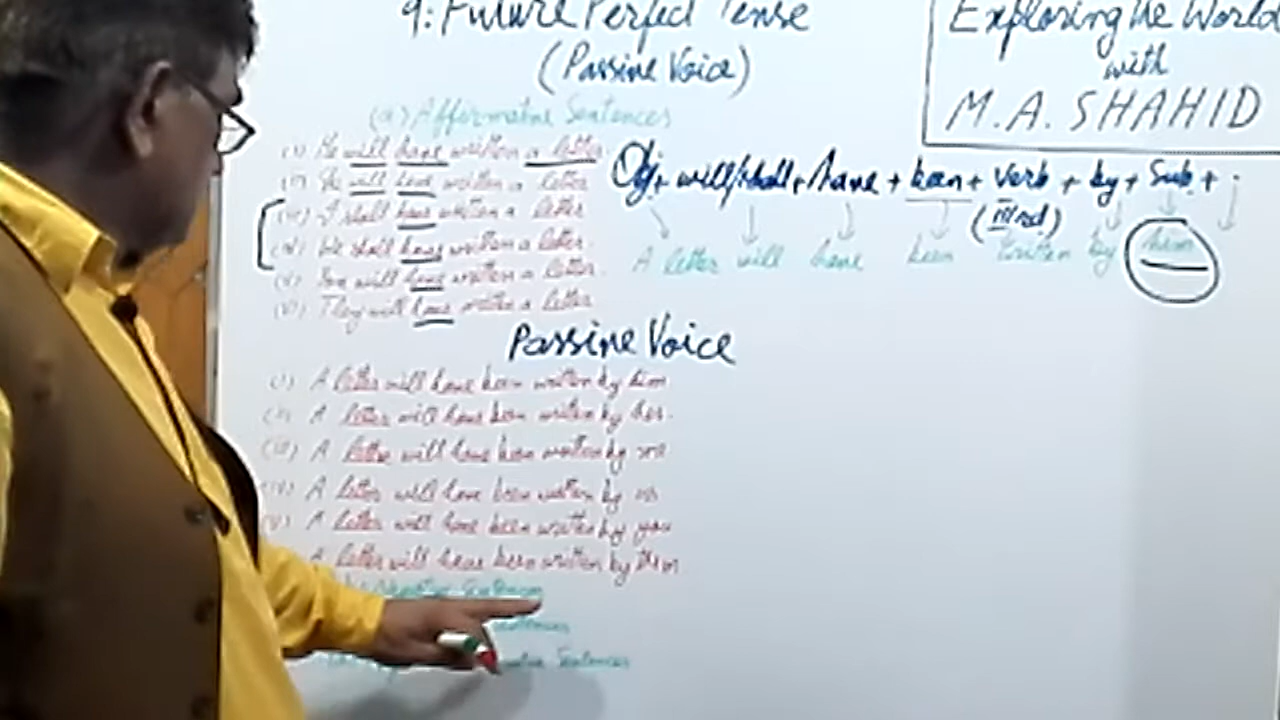 9: Future Perfect Tense
(Passive Voice)
Exploring the World
with
M.A. SHAHID
(a) Affirmative Sentences
(i) He will have written a letter.
(ii) She will have written a letter
(iii) I shall have written a letter
(iv) We shall have written a letter.
(v) You will have written a letter.
(vi) They will have written a letter
Obj + will/shall + have + been + verb + by + Sub + .
(IIIrd)
A letter will have been written by him
Passive Voice
(i) A letter will have been written by him
(ii) A letter will have been written by her.
(iii) A letter will have been written by me
(iv) A letter will have been written by us
(v) A letter will have been written by you
A letter will have been written by them
Negative Sentences
Sentences
Sentences